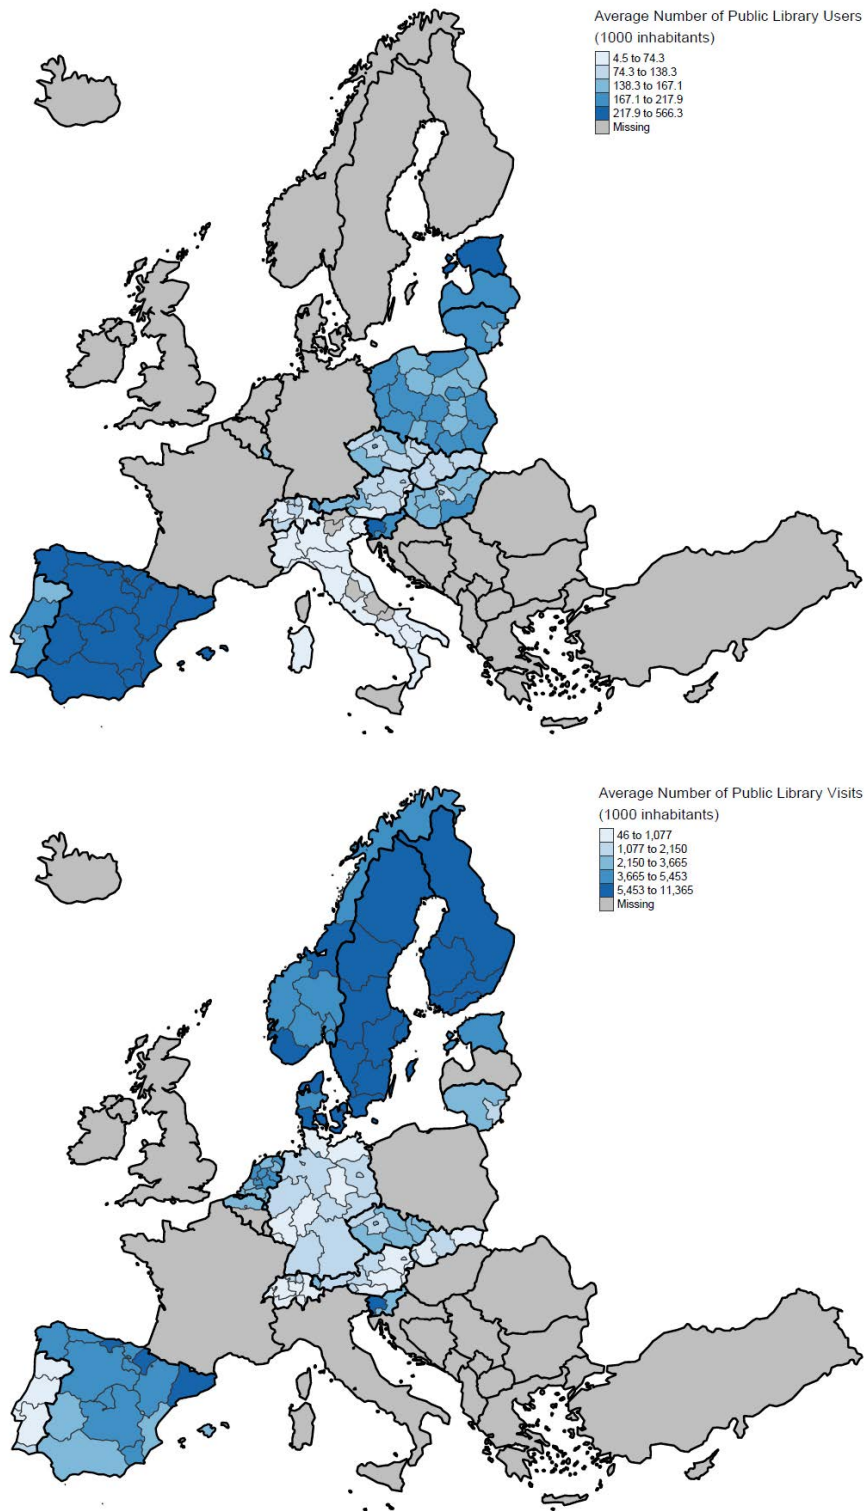 Average Number of Public Library Users
(1000 inhabitants)
4.5 to 74.3
74.3 to 138.3
138.3 to 167.1
167.1 to 217.9
217.9 to 566.3
Missing
Average Number of Public Library Visits
(1000 inhabitants)
46 to 1,077
1,077 to 2,150
2,150 to 3,665
3,665 to 5,453
5,453 to 11,365
Missing